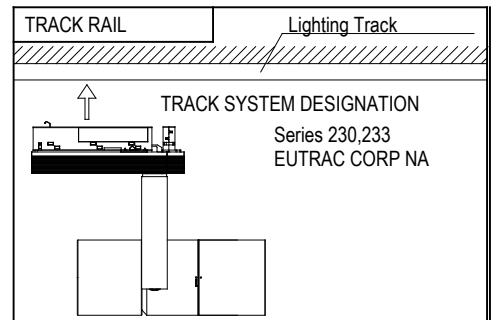 TRACK RAIL
Lighting Track
TRACK SYSTEM DESIGNATION
Series 230,233
EUTRAC CORP NA